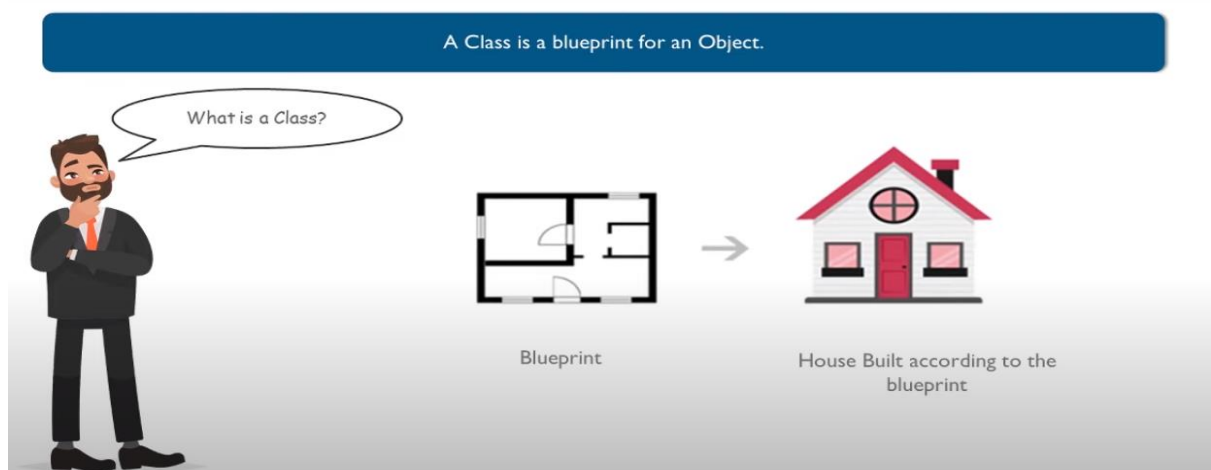 A Class is a blueprint for an Object.
What is a Class?
Blueprint
House Built according to the
blueprint